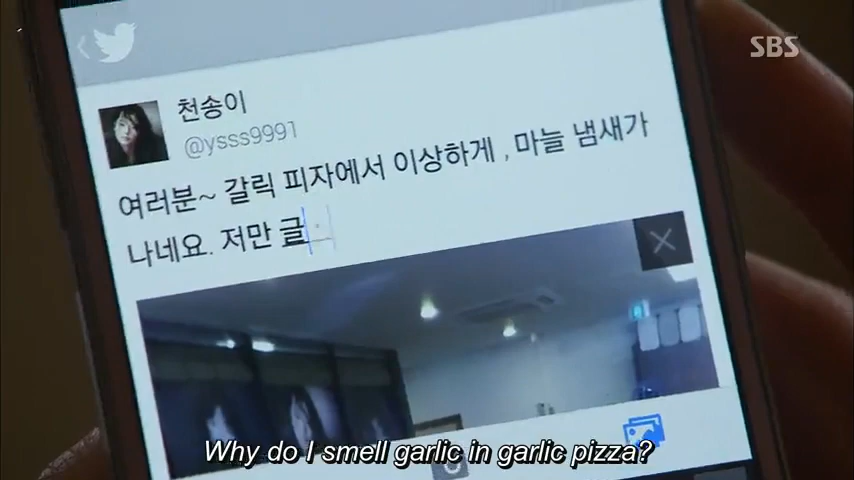 SBS
천송이
@ysss9991
여러분~ 갈릭 피자에서 이상하게 , 마늘 냄새가
나네요. 저만 글
Why do I smell garlic in garlic pizza?